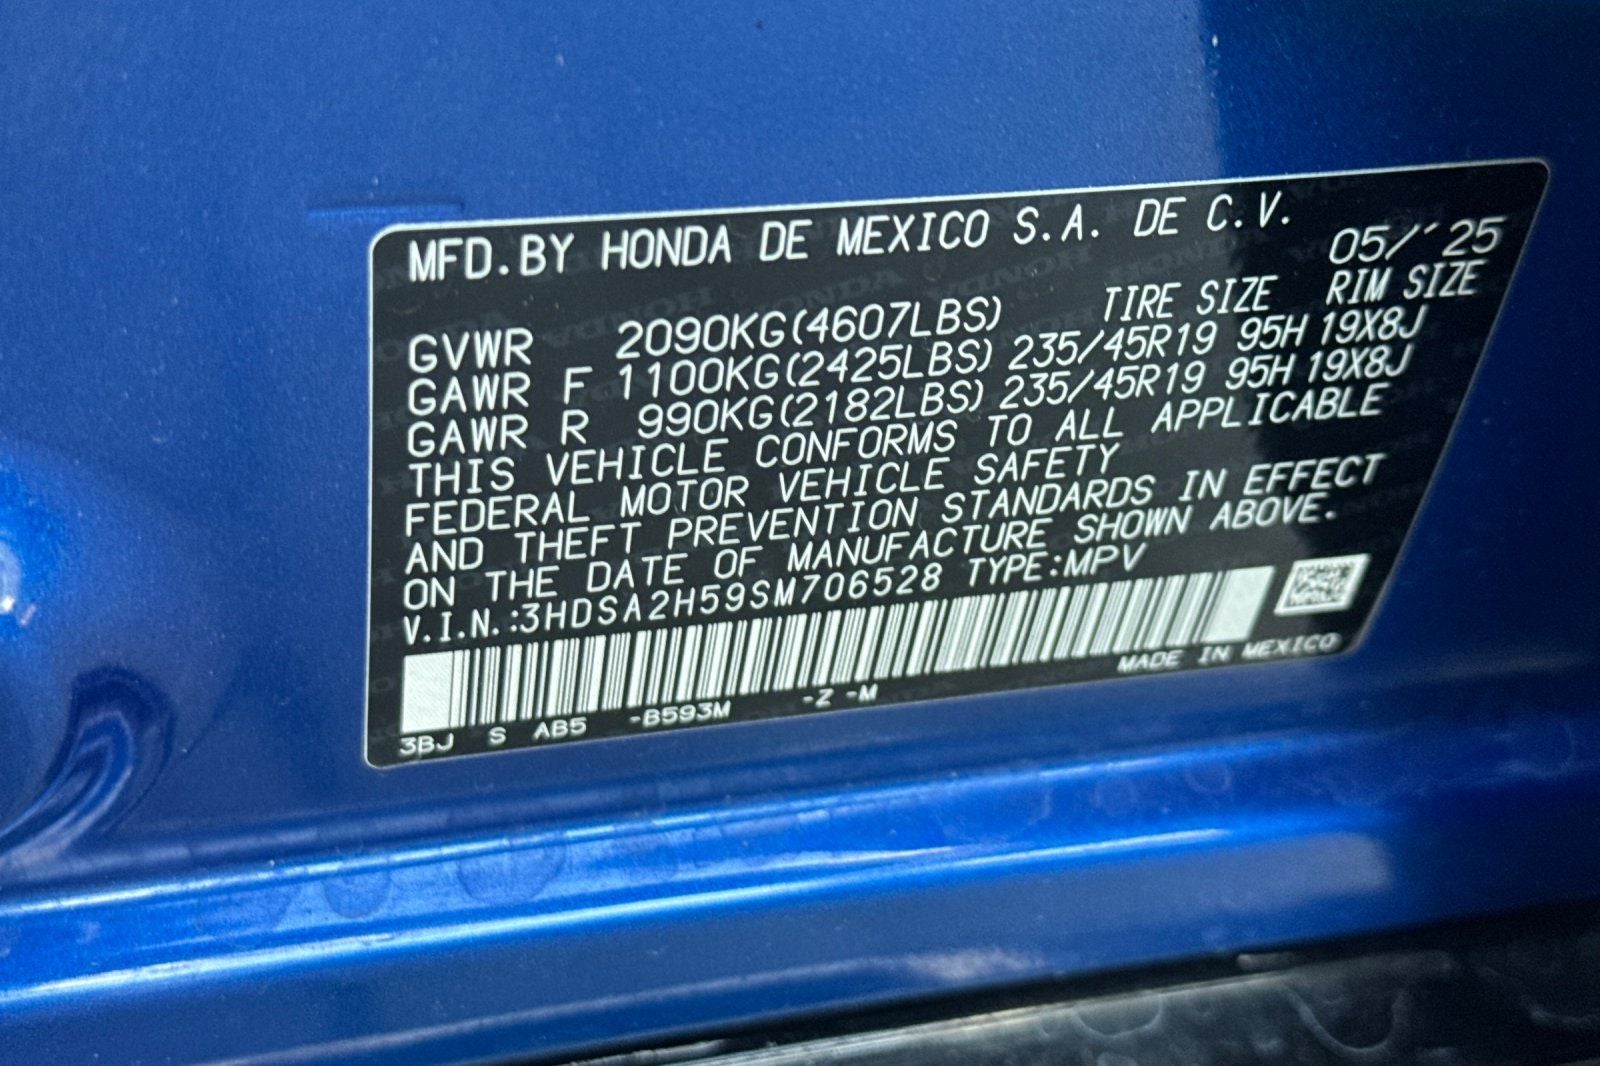 MFD.BY HONDA DE MEXICO S.A. DE C.V.
05/´25
GVWR 2090KG(4607LBS) TIRE SIZE RIM SIZE
GAWR F 1100KG(2425LBS) 235/45R19 95H 19X8J
GAWR R 990KG(2182LBS) 235/45R19 95H 19X8J
THIS VEHICLE CONFORMS TO ALL APPLICABLE
FEDERAL MOTOR VEHICLE SAFETY
AND THEFT PREVENTION STANDARDS IN EFFECT
ON THE DATE OF MANUFACTURE SHOWN ABOVE.
V.I.N.:3HDSA2H59SM706528 TYPE:MPV
MADE IN MEXICO
3BJ S AB5 -B593M -Z -M